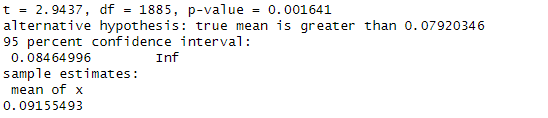 t = 2.9437, df = 1885, p-value = 0.001641
alternative hypothesis: true mean is greater than 0.07920346
95 percent confidence interval:
 0.08464996        Inf
sample estimates:
 mean of x
0.09155493